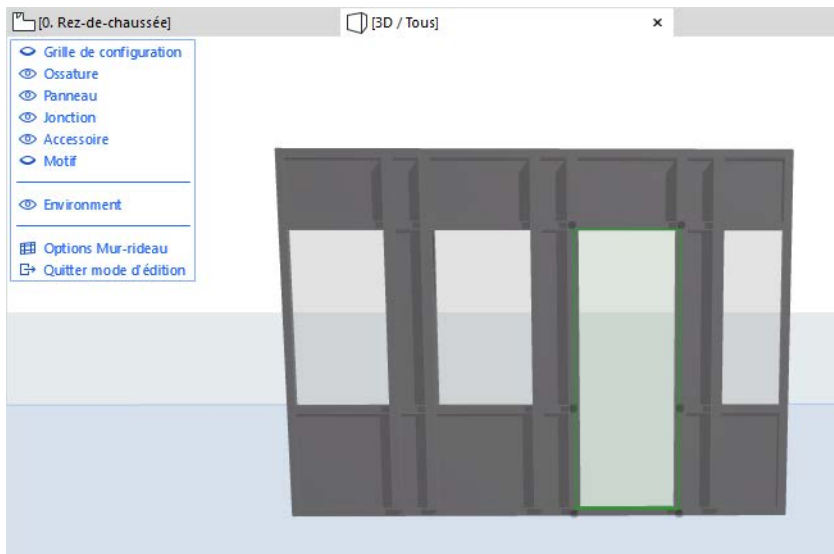 [0. Rez-de-chaussée]
[3D / Tous]
Grille de configuration
Ossature
Panneau
Jonction
Accessoire
Motif
Environment
Options Mur-rideau
Quitter mode d'édition